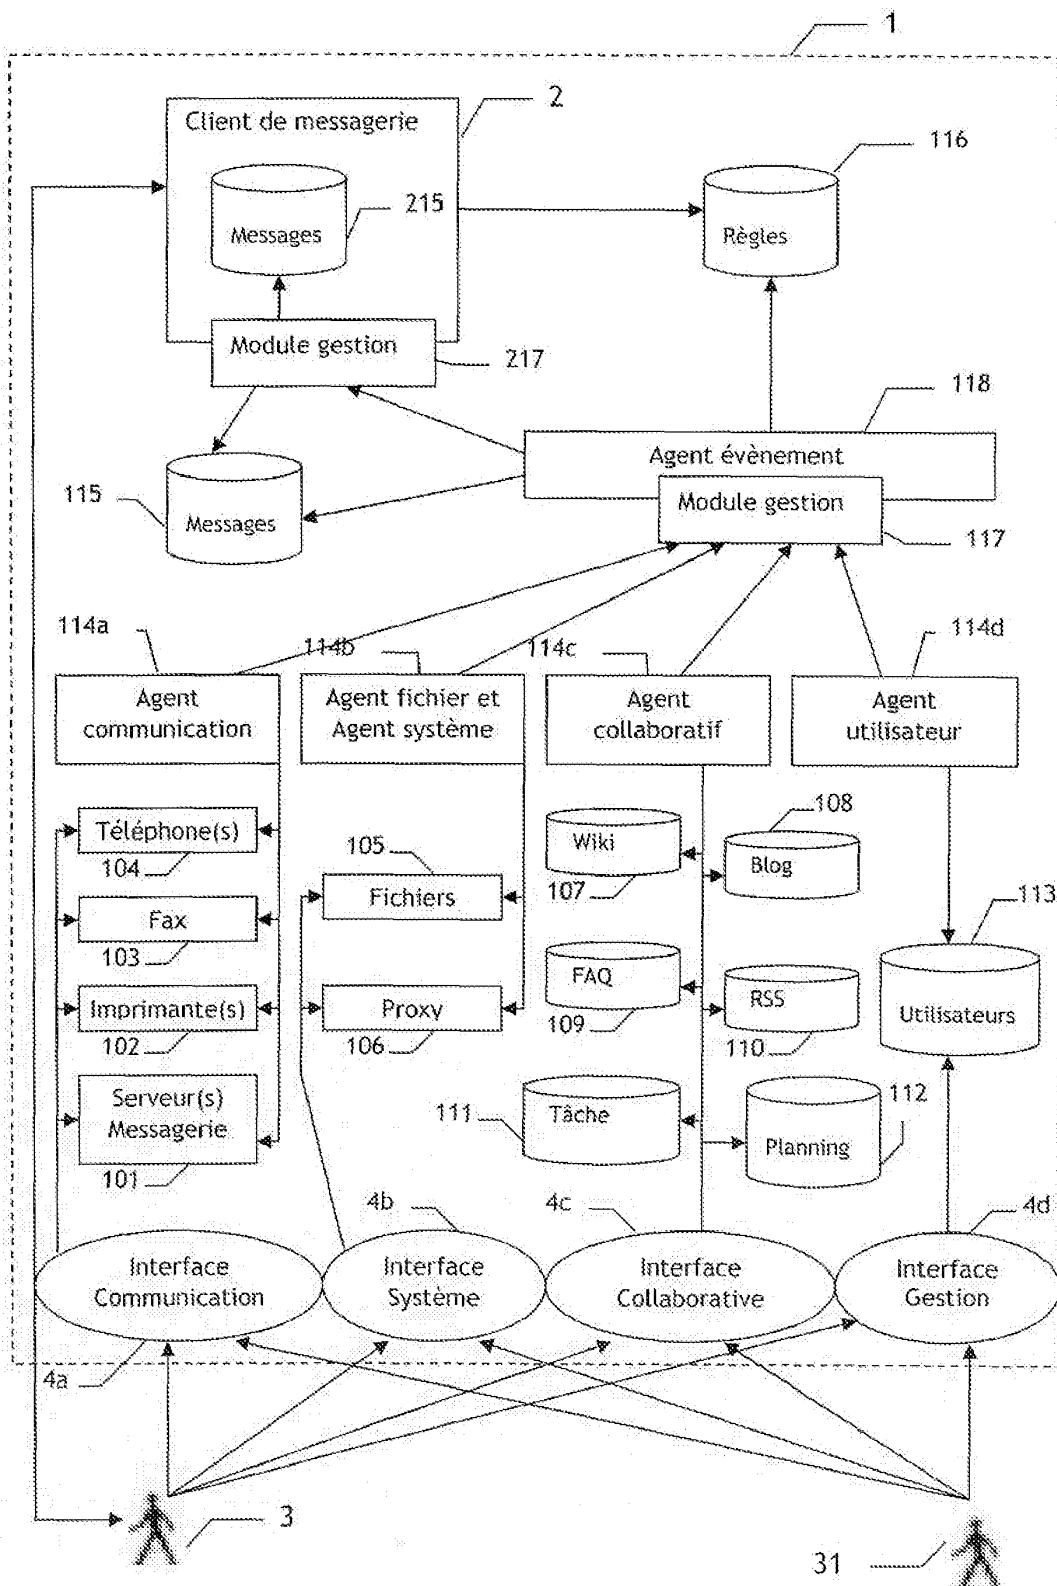 1
2
Client de messagerie
116
215
Messages
Règles
Module gestion
217
118
Agent évènement
115
Messages
Module gestion
117
114a
114b
114c
114d
Agent
communication
Agent fichier et
Agent système
Agent
collaboratif
Agent
utilisateur
Téléphone(s)
104
105
Wiki
107
108
Blog
Fichiers
Fax
103
113
FAQ
109
RSS
110
Imprimante(s)
102
Proxy
106
Utilisateurs
Serveur(s)
Messagerie
101
111
Tâche
112
Planning
4b
4c
4d
Interface
Communication
Interface
Système
Interface
Collaborative
Interface
Gestion
4a
3
31